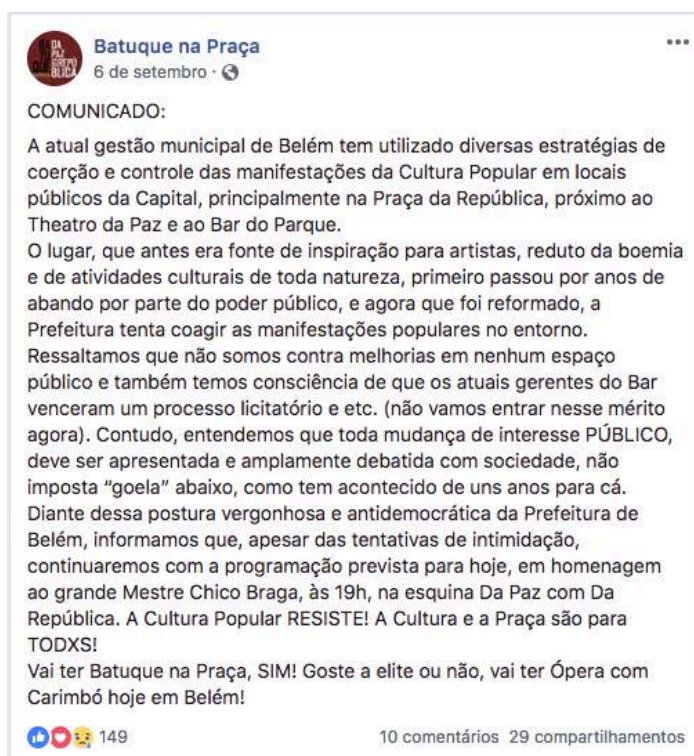 Batuque na Praça
6 de setembro ·
COMUNICADO:
A atual gestão municipal de Belém tem utilizado diversas estratégias de
coerção e controle das manifestações da Cultura Popular em locais
públicos da Capital, principalmente na Praça da República, próximo ao
Theatro da Paz e ao Bar do Parque.
O lugar, que antes era fonte de inspiração para artistas, reduto da boemia
e de atividades culturais de toda natureza, primeiro passou por anos de
abando por parte do poder público, e agora que foi reformado, a
Prefeitura tenta coagir as manifestações populares no entorno.
Ressaltamos que não somos contra melhorias em nenhum espaço
público e também temos consciência de que os atuais gerentes do Bar
venceram um processo licitatório e etc. (não vamos entrar nesse mérito
agora). Contudo, entendemos que toda mudança de interesse PÚBLICO,
deve ser apresentada e amplamente debatida com sociedade, não
imposta “goela” abaixo, como tem acontecido de uns anos para cá.
Diante dessa postura vergonhosa e antidemocrática da Prefeitura de
Belém, informamos que, apesar das tentativas de intimidação,
continuaremos com a programação prevista para hoje, em homenagem
ao grande Mestre Chico Braga, às 19h, na esquina Da Paz com Da
República. A Cultura Popular RESISTE! A Cultura e a Praça são para
TODXS!
Vai ter Batuque na Praça, SIM! Goste a elite ou não, vai ter Ópera com
Carimbó hoje em Belém!
149
10 comentários 29 compartilhamentos